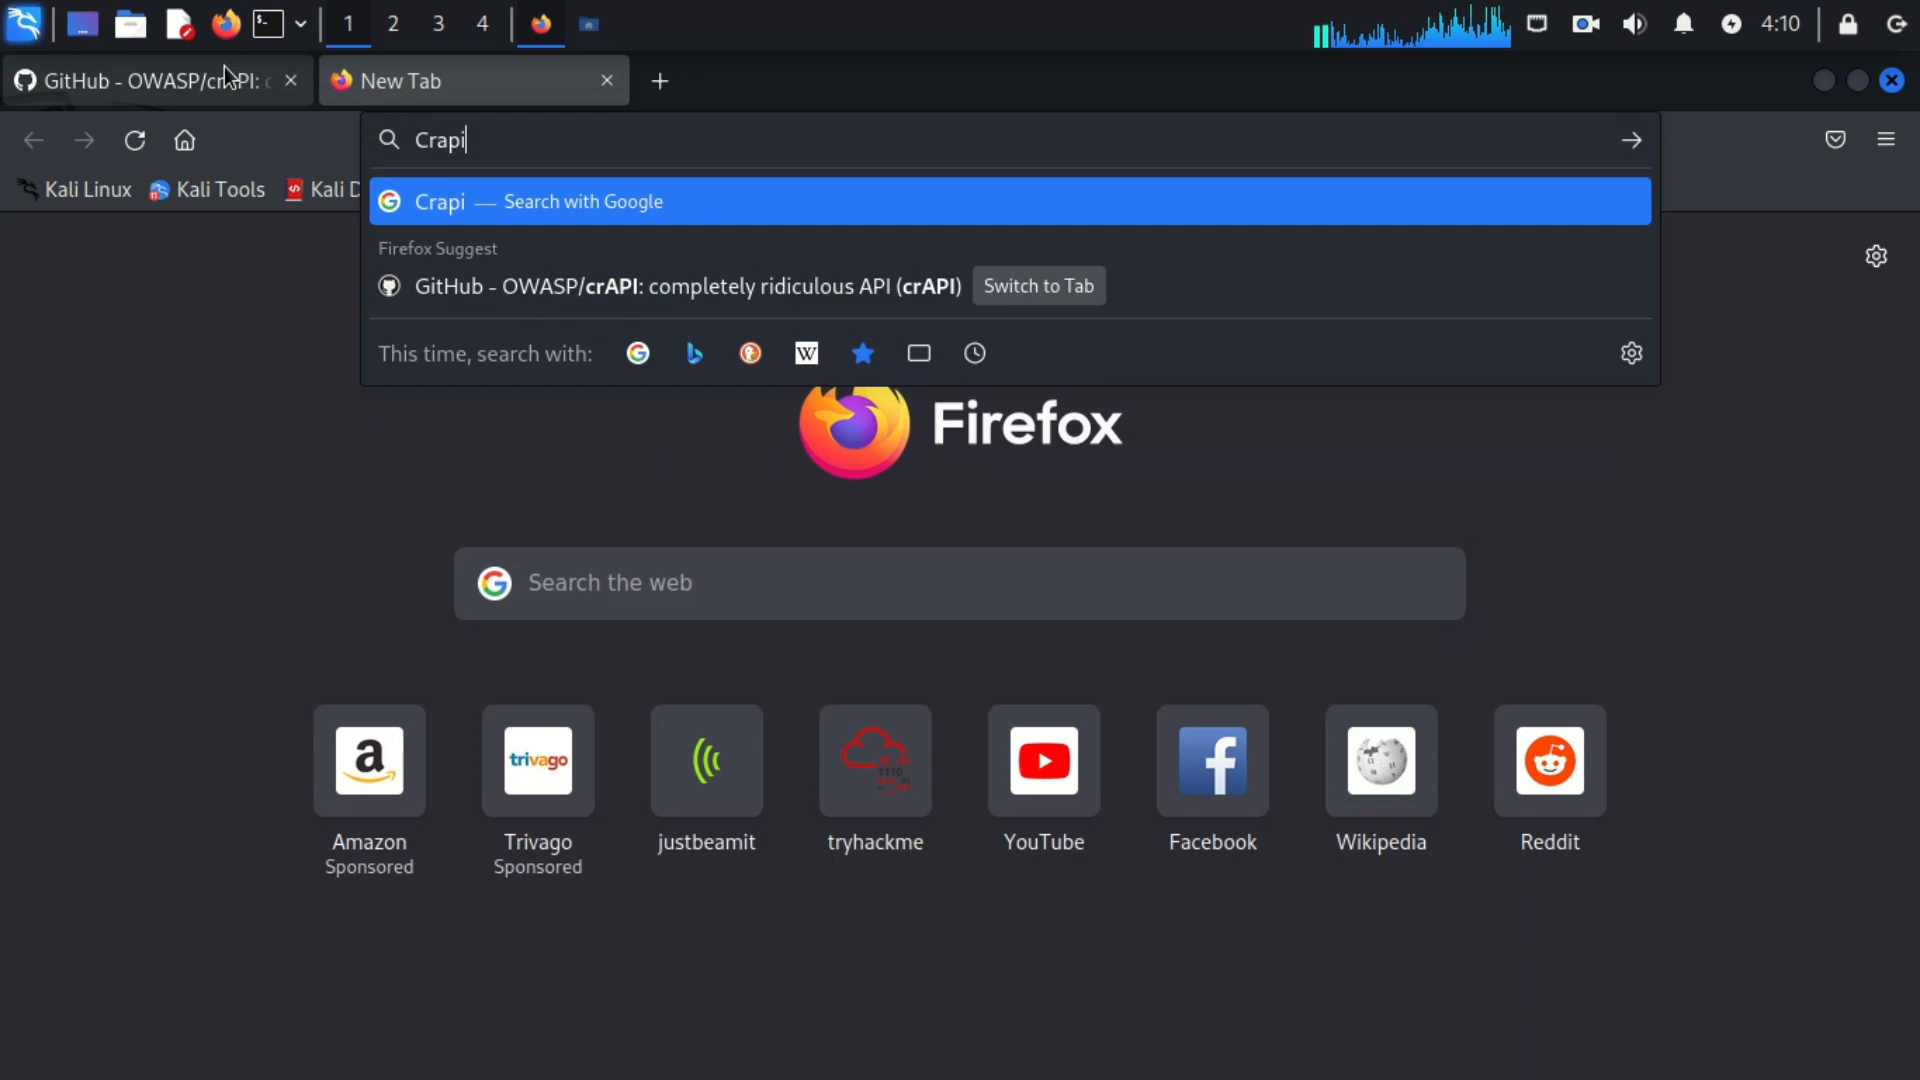 1 2 3 4 4:10
GitHub - OWASP/crAPI: c New Tab
Crapi
Kali Linux Kali Tools Kali D
Crapi — Search with Google
Firefox Suggest
GitHub - OWASP/crAPI: completely ridiculous API (crAPI) Switch to Tab
This time, search with: W
Firefox
Search the web
a trivago 1110
Amazon Trivago justbeamit tryhackme YouTube Facebook Wikipedia Reddit
Sponsored Sponsored